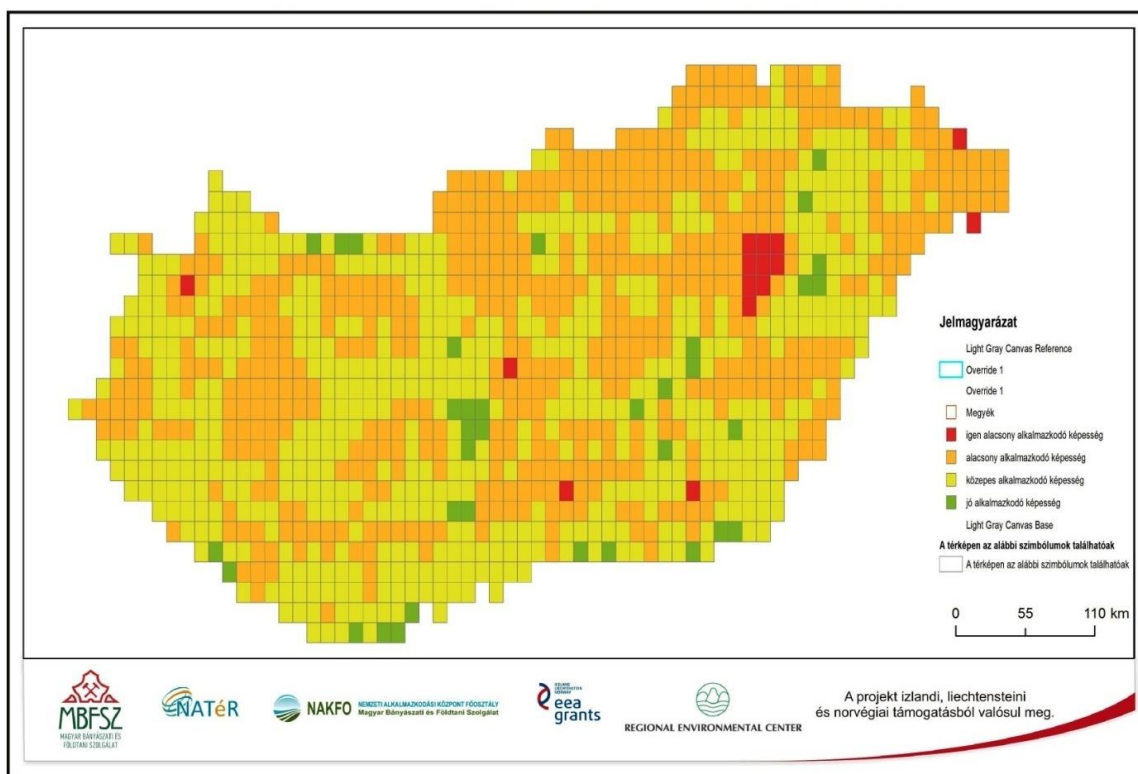 Jelmagyarázat
Light Gray Canvas Reference
Override 1
Override 1
Megyék
igen alacsony alkalmazkodó képesség
alacsony alkalmazkodó képesség
közepes alkalmazkodó képesség
jó alkalmazkodó képesség
Light Gray Canvas Base
A térképen az alábbi szimbólumok találhatóak
A térképen az alábbi szimbólumok találhatóak
0 55 110 km
MBFSZ
MAGYAR BÁNYÁSZATI ÉS
FÖLDTANI SZOLGÁLAT
NATéR
NAKFO
NEMZETI ALKALMAZKODÁSI KÖZPONT FŐOSZTÁLY
Magyar Bányászati és Földtani Szolgálat
ICELAND
LIECHTENSTEIN
NORWAY
eea
grants
REGIONAL ENVIRONMENTAL CENTER
A projekt izlandi, liechtensteini
és norvégiai támogatásból valósul meg.